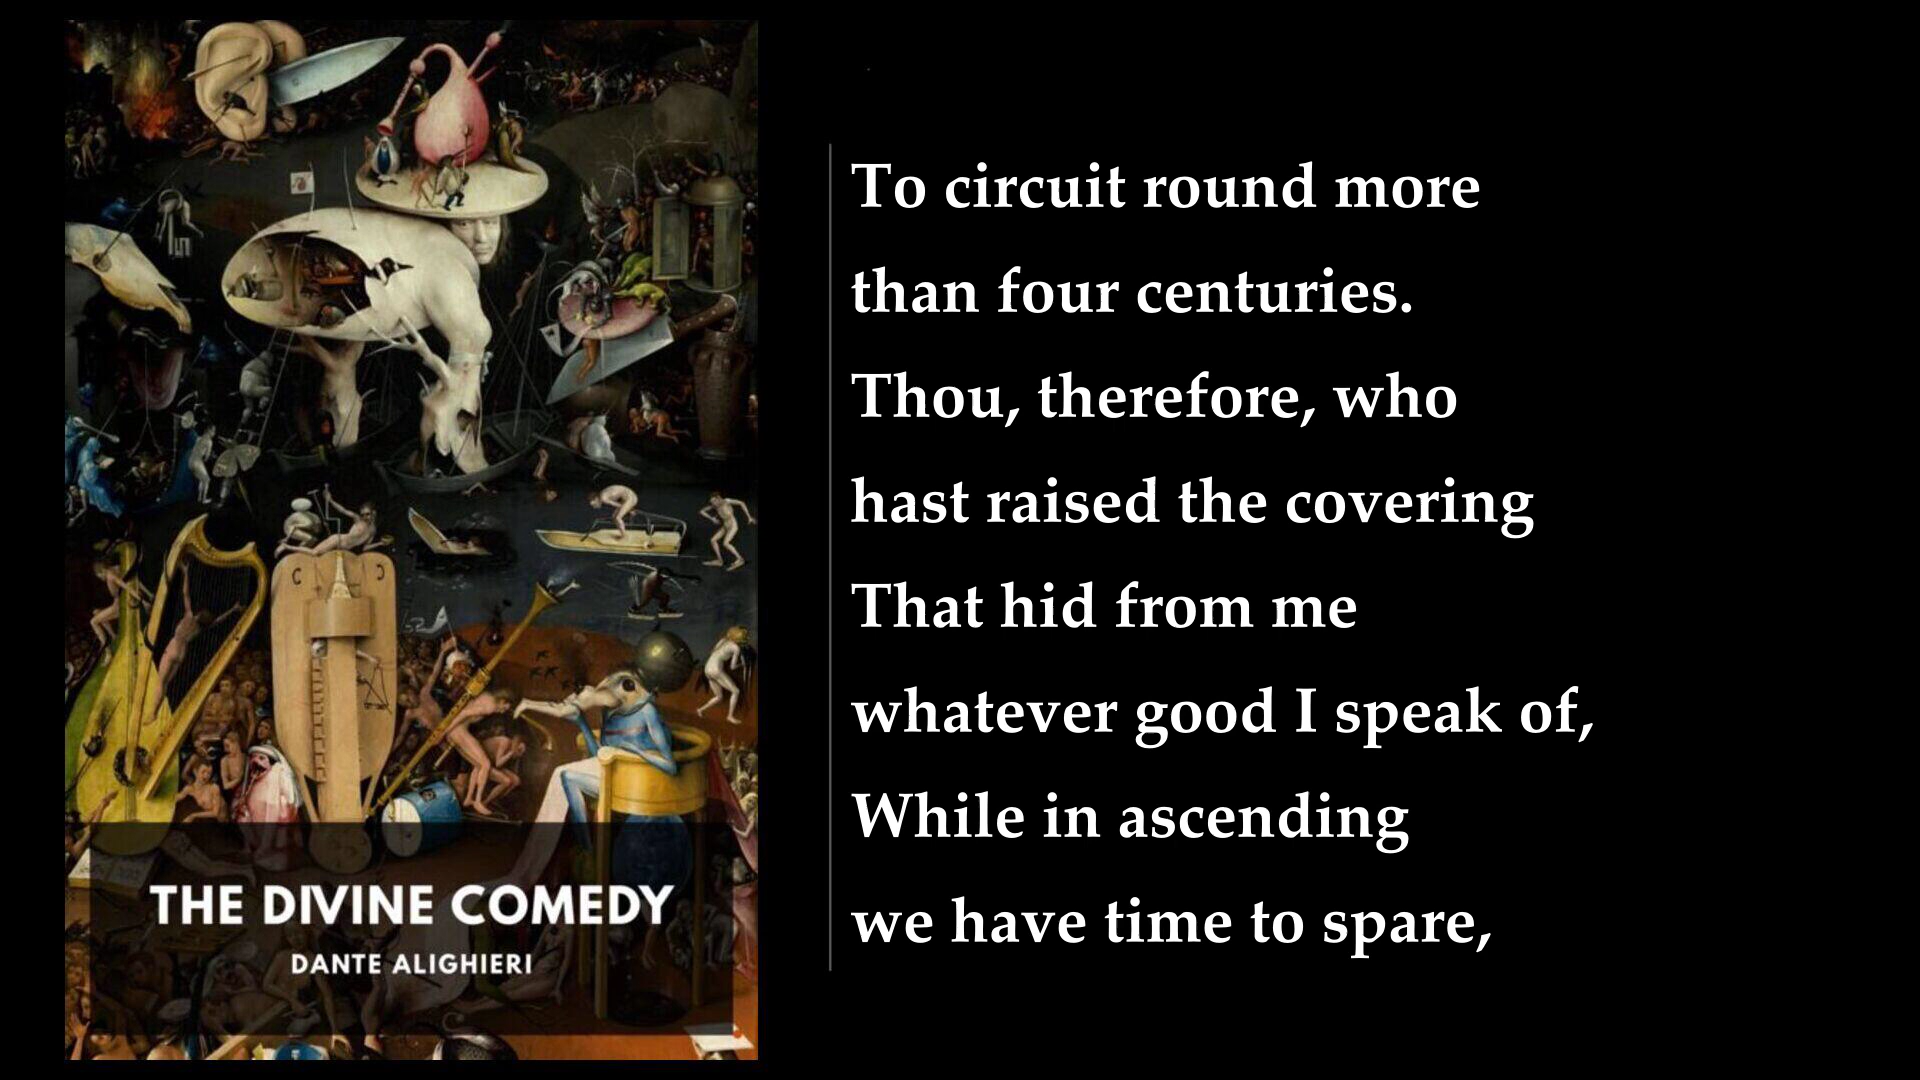 To circuit round more
than four centuries.
Thou, therefore, who
hast raised the covering
That hid from me
whatever good I speak of,
While in ascending
we have time to spare,
THE DIVINE COMEDY
DANTE ALIGHIERI